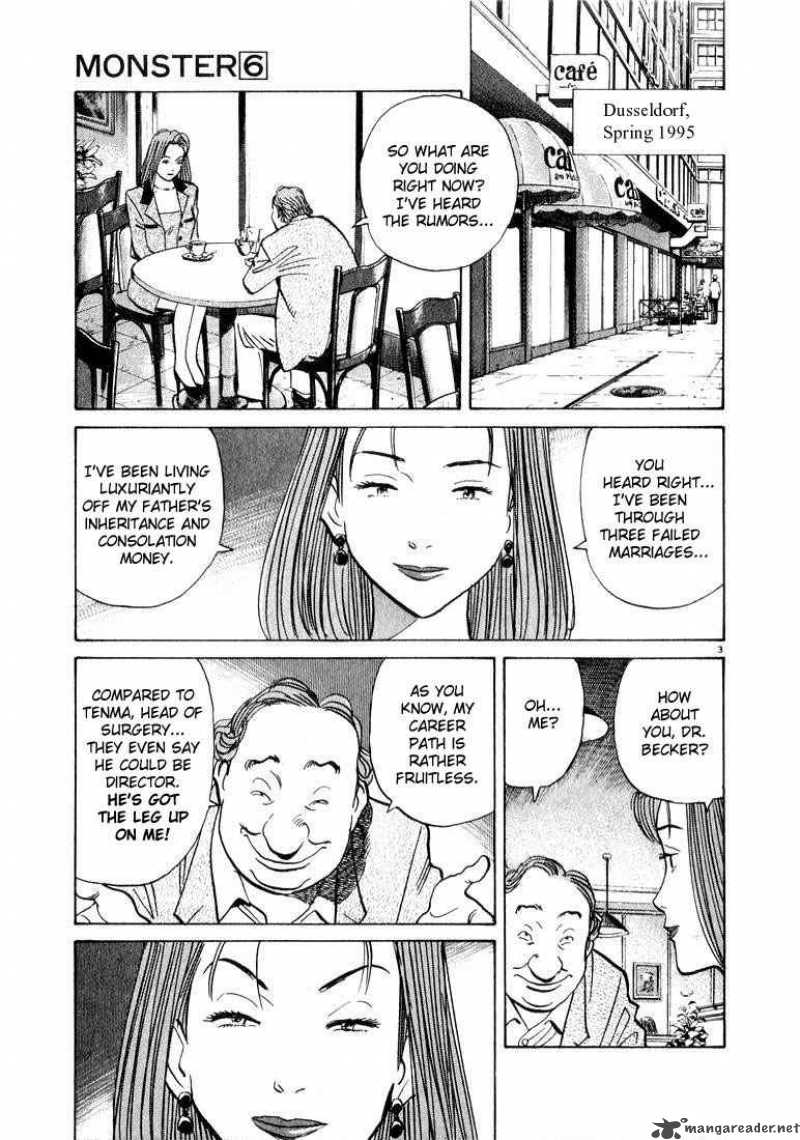 MONSTER 6
café
Dusseldorf,
Spring 1995
ca
ca
café
SO WHAT ARE
YOU DOING
RIGHT NOW?
I'VE HEARD
THE RUMORS...
YOU
HEARD RIGHT...
I'VE BEEN
THROUGH
THREE FAILED
MARRIAGES...
I'VE BEEN LIVING
LUXURIANTLY
OFF MY FATHER'S
INHERITANCE AND
CONSOLATION
MONEY.
3
HOW
ABOUT
YOU, DR.
BECKER?
OH...
ME?
AS YOU
KNOW, MY
CAREER
PATH IS
RATHER
FRUITLESS.
COMPARED TO
TENMA, HEAD OF
SURGERY...
THEY EVEN SAY
HE COULD BE
DIRECTOR.
HE'S GOT
THE LEG UP
ON ME!
mangareader.net